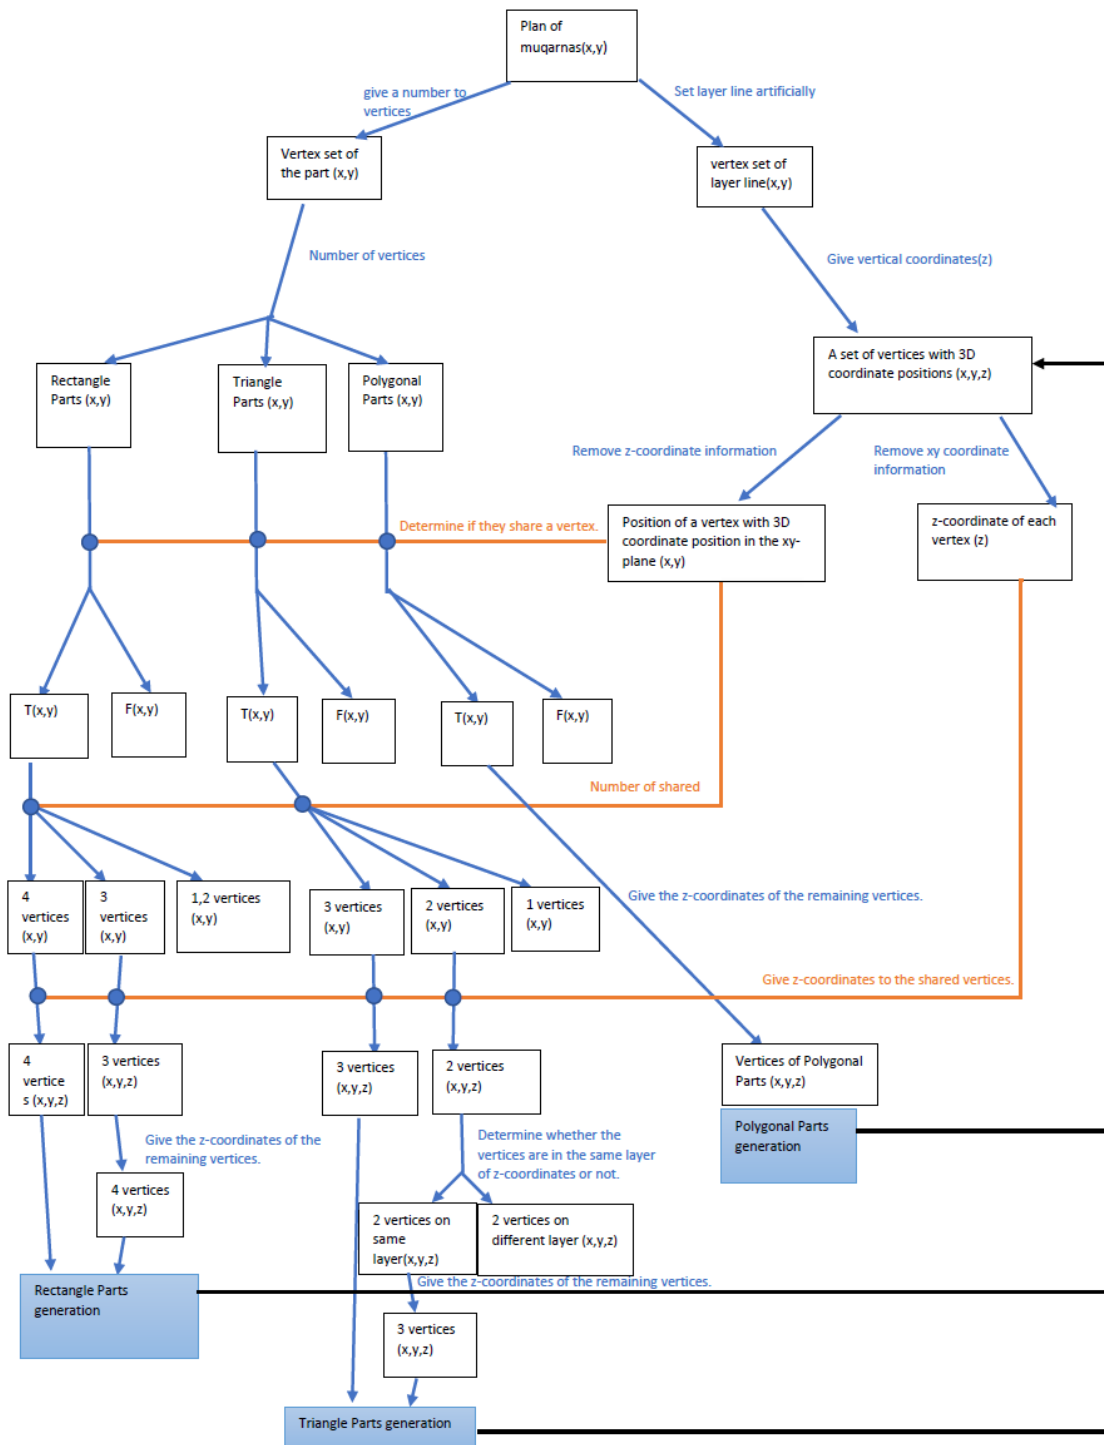 Plan of
muqarnas(x,y)
give a number to
vertices
Set layer line artificially
Vertex set of
the part (x,y)
vertex set of
layer line(x,y)
Number of vertices
Give vertical coordinates(z)
Rectangle
Parts (x,y)
Triangle
Parts (x,y)
Polygonal
Parts (x,y)
A set of vertices with 3D
coordinate positions (x,y,z)
Remove z-coordinate information
Remove xy coordinate
information
Determine if they share a vertex.
Position of a vertex with 3D
coordinate position in the xy-
plane (x,y)
z-coordinate of each
vertex (z)
T(x,y)
F(x,y)
T(x,y)
F(x,y)
T(x,y)
F(x,y)
Number of shared
4
vertices
(x,y)
3
vertices
(x,y)
1,2 vertices
(x,y)
3 vertices
(x,y)
2 vertices
(x,y)
1 vertices
(x,y)
Give the z-coordinates of the remaining vertices.
Give z-coordinates to the shared vertices.
4
vertice
s (x,y,z)
3 vertices
(x,y,z)
3 vertices
(x,y,z)
2 vertices
(x,y,z)
Vertices of Polygonal
Parts (x,y,z)
Polygonal Parts
generation
Give the z-coordinates of the
remaining vertices.
Determine whether the
vertices are in the same layer
of z-coordinates or not.
4 vertices
(x,y,z)
2 vertices on
same
layer(x,y,z)
2 vertices on
different layer (x,y,z)
Give the z-coordinates of the remaining vertices.
Rectangle Parts
generation
3 vertices
(x,y,z)
Triangle Parts generation